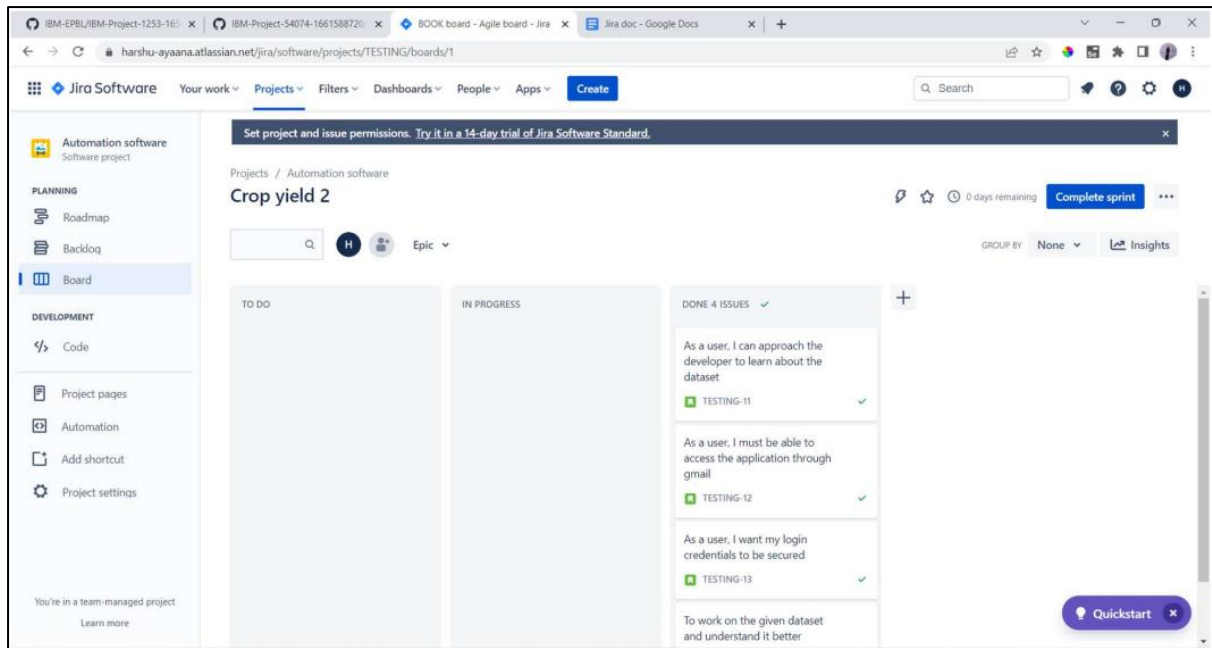 IBM-EPBL/IBM-Project-1253-165
IBM-Project-54074-1661588720
BOOK board - Agile board - Jira
Jira doc - Google Docs
harshu-ayaana.atlassian.net/jira/software/projects/TESTING/boards/1
Jira Software Your work Projects Filters Dashboards People Apps Create Search H
Set project and issue permissions. Try it in a 14-day trial of Jira Software Standard.
Automation software
Software project
PLANNING
Roadmap
Backlog
Board
DEVELOPMENT
Code
Project pages
Automation
Add shortcut
Project settings
You're in a team-managed project
Learn more
Projects / Automation software
Crop yield 2
0 days remaining Complete sprint
H Epic
GROUP BY None Insights
TO DO
IN PROGRESS
DONE 4 ISSUES
As a user, I can approach the
developer to learn about the
dataset
TESTING-11
As a user, I must be able to
access the application through
gmail
TESTING-12
As a user, I want my login
credentials to be secured
TESTING-13
To work on the given dataset
and understand it better
Quickstart